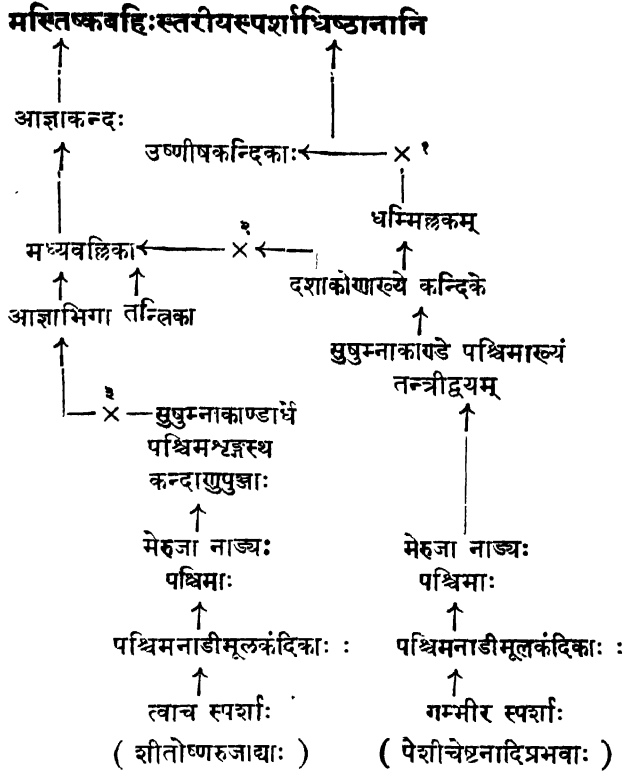 मस्तिष्कबहिःस्तरीयस्पर्शाधिष्ठानानि
आज्ञाकन्दः
उष्णीषकन्दिकाः × १
धम्मिल्लकम्
२
मध्यवल्लिका ×
दशाकोणाख्ये कन्दिके
आज्ञाभिगा तन्त्रिका
सुषुम्नाकाण्डे पश्चिमाख्यं
तन्त्रीद्वयम्
३
× सुषुम्नाकाण्डार्धे
पश्चिमशृङ्गस्थ
कन्दाणुपुञ्जाः
मेरुजा नाड्यः
पश्चिमाः
मेरुजा नाड्यः
पश्चिमाः
पश्चिमनाडीमूलकंदिकाः :
पश्चिमनाडीमूलकंदिकाः :
त्वाच स्पर्शाः
(शीतोष्णरुजाद्याः)
गम्भीर स्पर्शाः
(पेशीचेष्टनादिप्रभवाः)